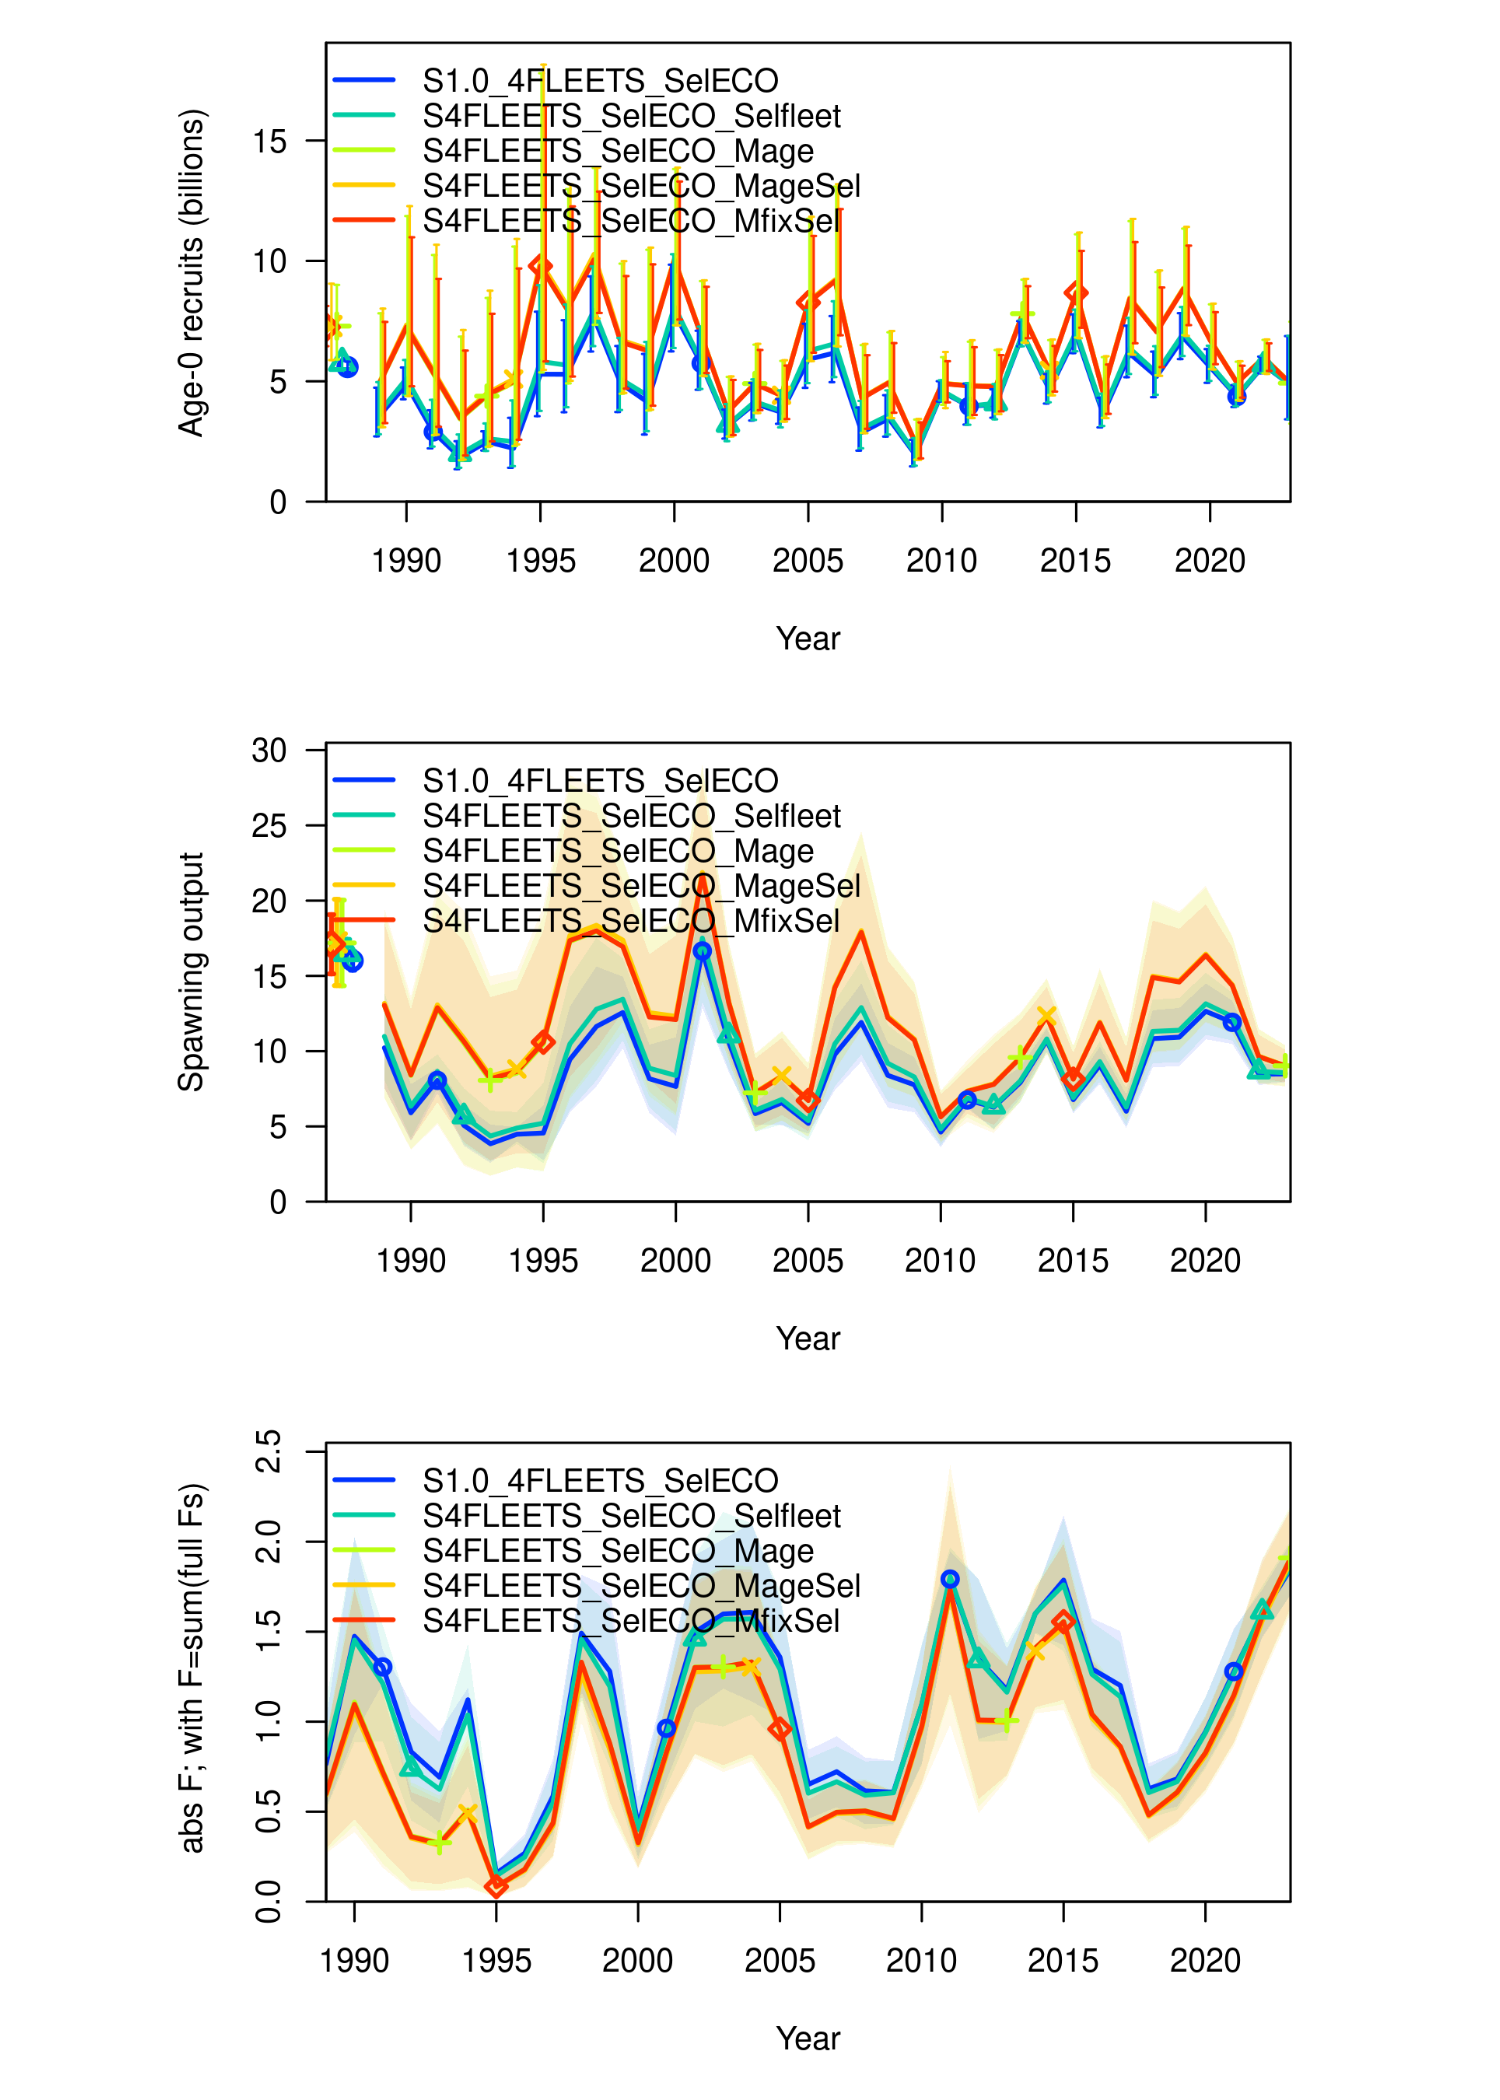 Age-0 recruits (billions)
15
10
5
0
S1.0_4FLEETS_SelECO
S4FLEETS_SelECO_Selfleet
S4FLEETS_SelECO_Mage
S4FLEETS_SelECO_MageSel
S4FLEETS_SelECO_MfixSel
1990 1995 2000 2005 2010 2015 2020
Year
Spawning output
30
25
20
15
10
5
0
S1.0_4FLEETS_SelECO
S4FLEETS_SelECO_Selfleet
S4FLEETS_SelECO_Mage
S4FLEETS_SelECO_MageSel
S4FLEETS_SelECO_MfixSel
1990 1995 2000 2005 2010 2015 2020
Year
abs F; with F=sum(full Fs)
2.5
2.0
1.5
1.0
0.5
0.0
S1.0_4FLEETS_SelECO
S4FLEETS_SelECO_Selfleet
S4FLEETS_SelECO_Mage
S4FLEETS_SelECO_MageSel
S4FLEETS_SelECO_MfixSel
1990 1995 2000 2005 2010 2015 2020
Year